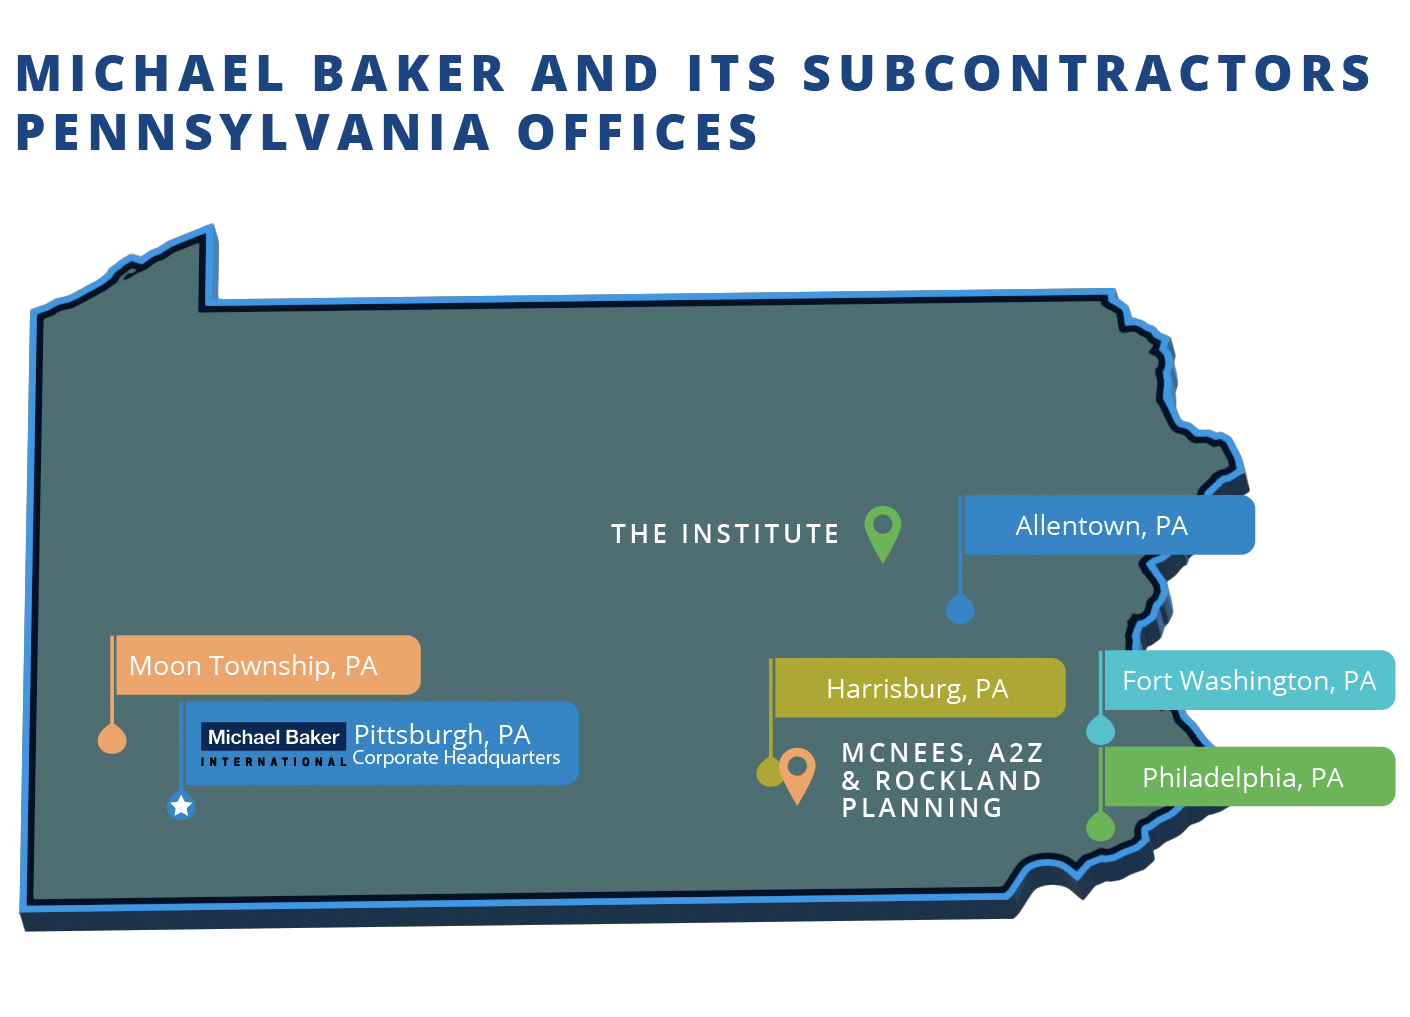 MICHAEL BAKER AND ITS SUBCONTRACTORS
PENNSYLVANIA OFFICES
THE INSTITUTE
Allentown, PA
Moon Township, PA
Michael Baker
INTERNATIONAL
Pittsburgh, PA
Corporate Headquarters
Harrisburg, PA
MCNEES, A2Z
& ROCKLAND
PLANNING
Fort Washington, PA
Philadelphia, PA